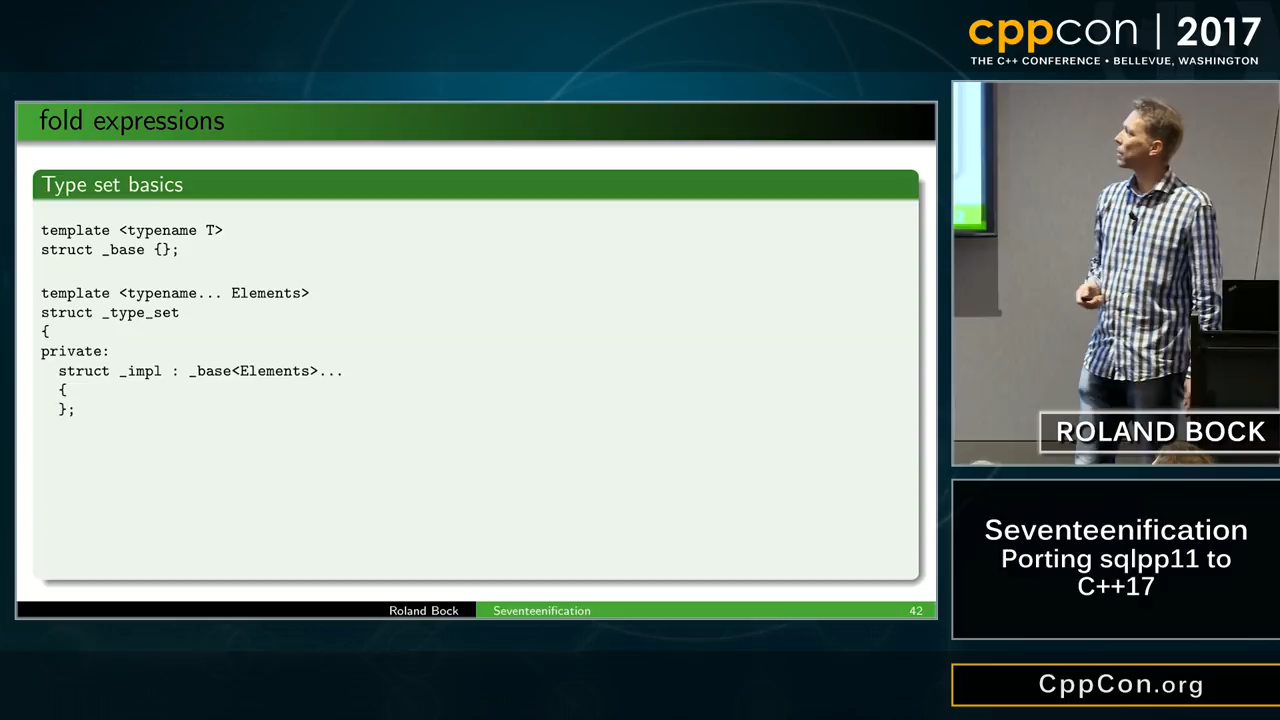 cppcon | 2017
THE C++ CONFERENCE • BELLEVUE, WASHINGTON
fold expressions
Type set basics
template <typename T>
struct _base {};
template <typename... Elements>
struct _type_set
{
private:
struct _impl : _base<Elements>...
{
};
Roland Bock
Seventeenification
42
ROLAND BOCK
Seventeenification
Porting sqlpp11 to
C++17
CppCon.org